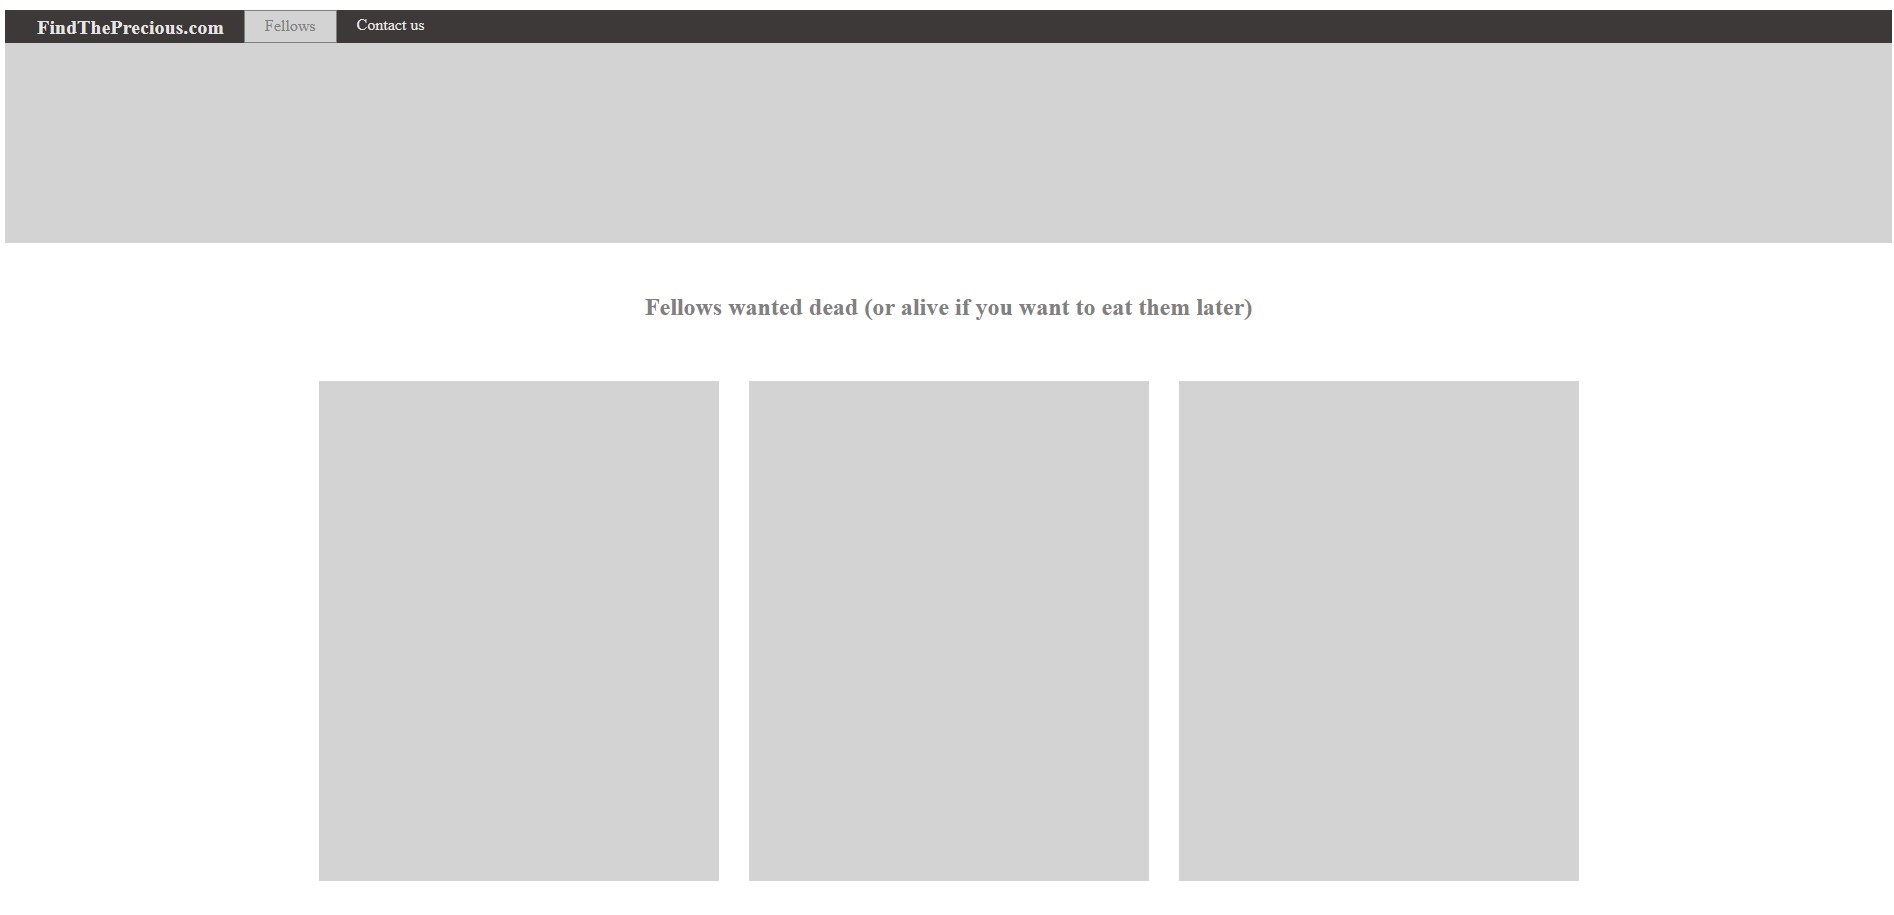 FindThePrecious.com Fellows Contact us
Fellows wanted dead (or alive if you want to eat them later)